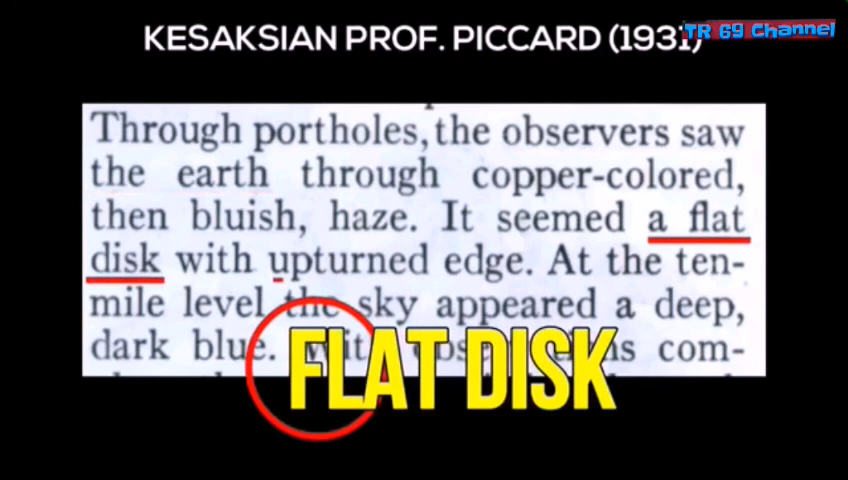 KESAKSIAN PROF. PICCARD (1931)
TR 69 Channel
Through portholes, the observers saw
the earth through copper-colored,
then bluish, haze. It seemed a flat
disk with upturned edge. At the ten-
mile level the sky appeared a deep,
dark blue. com-
FLAT DISK